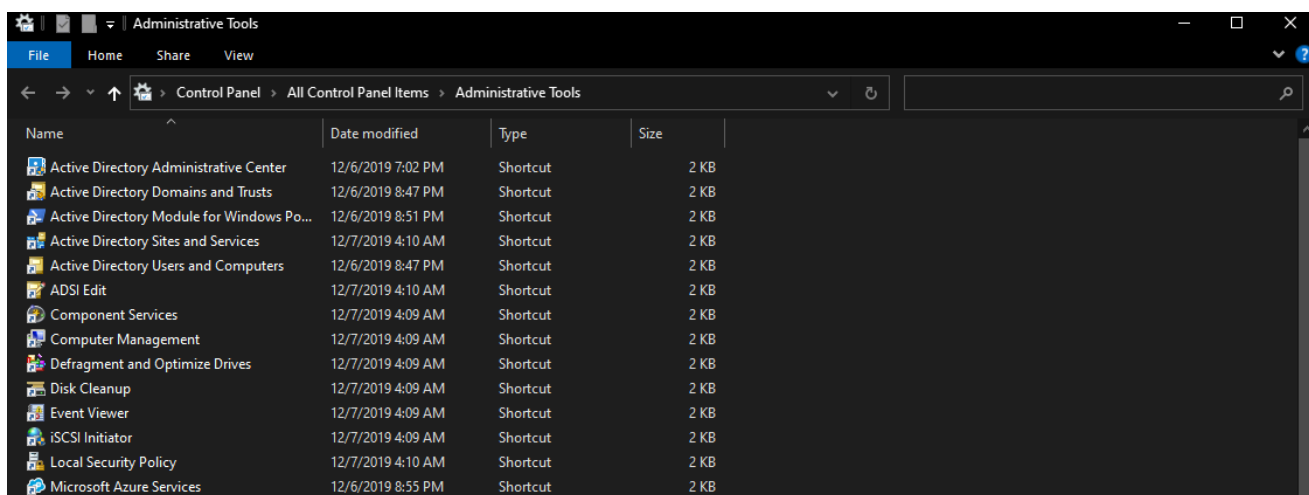 Administrative Tools
File Home Share View
Control Panel > All Control Panel Items > Administrative Tools
Name Date modified Type Size
Active Directory Administrative Center 12/6/2019 7:02 PM Shortcut 2 KB
Active Directory Domains and Trusts 12/6/2019 8:47 PM Shortcut 2 KB
Active Directory Module for Windows Po... 12/6/2019 8:51 PM Shortcut 2 KB
Active Directory Sites and Services 12/7/2019 4:10 AM Shortcut 2 KB
Active Directory Users and Computers 12/6/2019 8:47 PM Shortcut 2 KB
ADSI Edit 12/7/2019 4:10 AM Shortcut 2 KB
Component Services 12/7/2019 4:09 AM Shortcut 2 KB
Computer Management 12/7/2019 4:09 AM Shortcut 2 KB
Defragment and Optimize Drives 12/7/2019 4:09 AM Shortcut 2 KB
Disk Cleanup 12/7/2019 4:09 AM Shortcut 2 KB
Event Viewer 12/7/2019 4:09 AM Shortcut 2 KB
iSCSI Initiator 12/7/2019 4:09 AM Shortcut 2 KB
Local Security Policy 12/7/2019 4:10 AM Shortcut 2 KB
Microsoft Azure Services 12/6/2019 8:55 PM Shortcut 2 KB